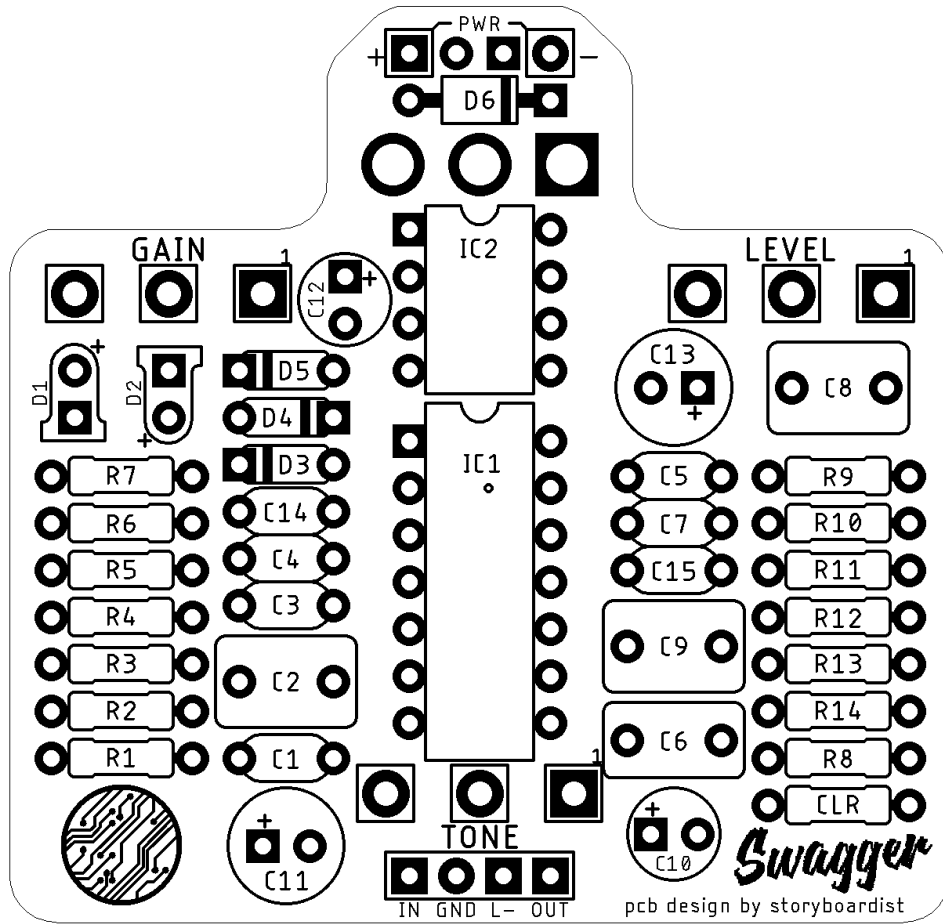 PWR
+ -
D6
GAIN
LEVEL
1
1
IC2
C12 +
C13
+
C8
D1 +
D2 +
D5
D4
D3
IC1
R7
R6
R5
R4
R3
R2
R1
C14
C4
C3
C2
C1
C5
C7
C15
C9
C6
R9
R10
R11
R12
R13
R14
R8
CLR
1
TONE
+
C11
+
C10
IN GND L- OUT
Swagger
pcb design by storyboardist